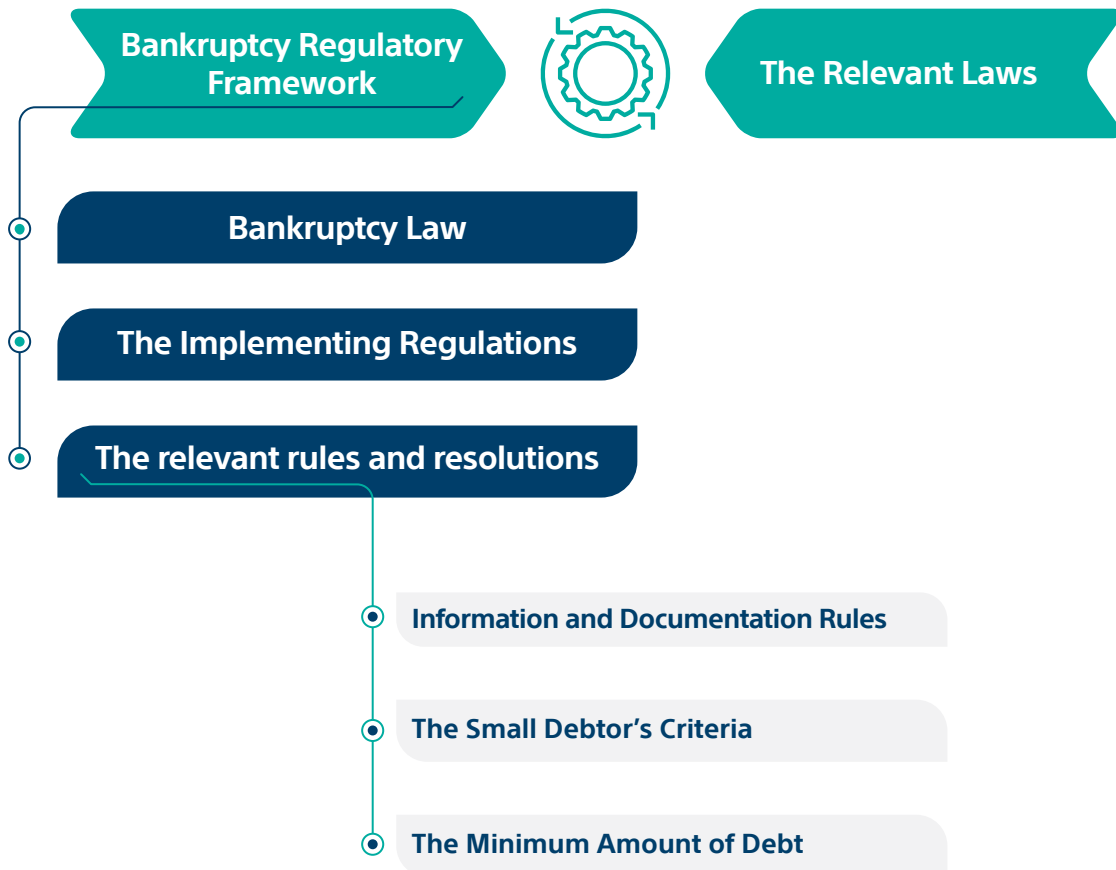 Bankruptcy Regulatory
Framework
The Relevant Laws
Bankruptcy Law
The Implementing Regulations
The relevant rules and resolutions
Information and Documentation Rules
The Small Debtor’s Criteria
The Minimum Amount of Debt